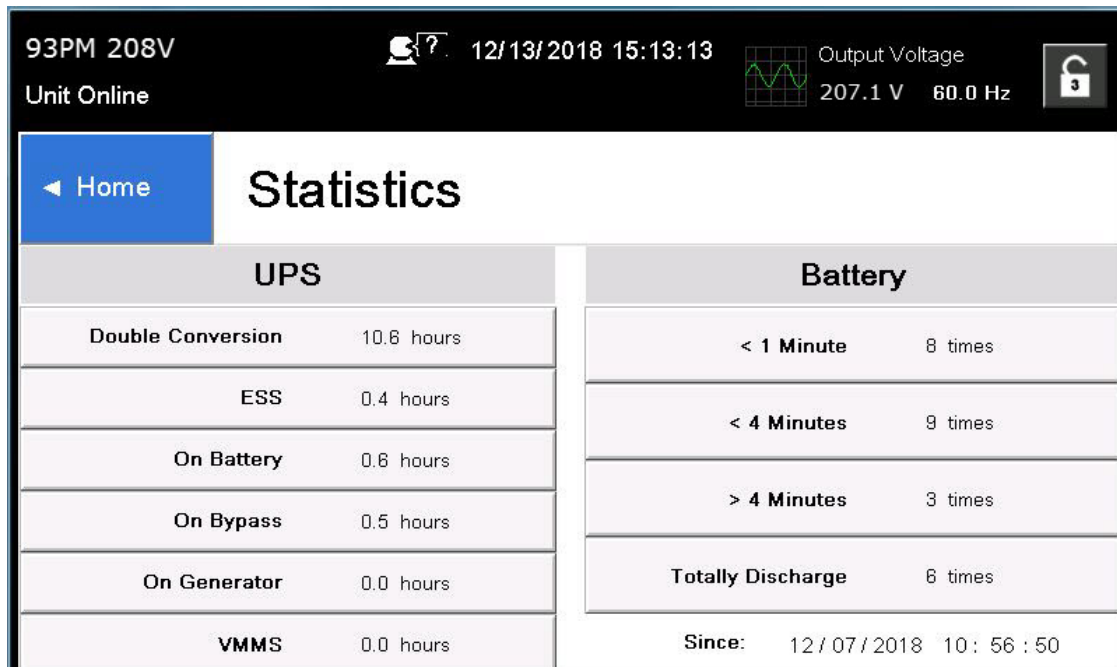 93PM 208V
Unit Online
?
12/13/2018 15:13:13
Output Voltage
207.1 V 60.0 Hz
3
◄ Home
Statistics
UPS
Double Conversion 10.6 hours
ESS 0.4 hours
On Battery 0.6 hours
On Bypass 0.5 hours
On Generator 0.0 hours
VMMS 0.0 hours
Battery
< 1 Minute 8 times
< 4 Minutes 9 times
> 4 Minutes 3 times
Totally Discharge 6 times
Since: 12/07/2018 10:56:50